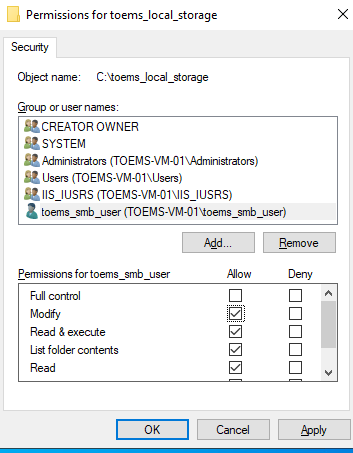 Permissions for toems_local_storage
Security
Object name: C:\toems_local_storage
Group or user names:
CREATOR OWNER
SYSTEM
Administrators (TOEMS-VM-01\Administrators)
Users (TOEMS-VM-01\Users)
IIS_IUSRS (TOEMS-VM-01\IIS_IUSRS)
toems_smb_user (TOEMS-VM-01\toems_smb_user)
Add... Remove
Permissions for toems_smb_user Allow Deny
Full control
Modify
Read & execute
List folder contents
Read
OK Cancel Apply